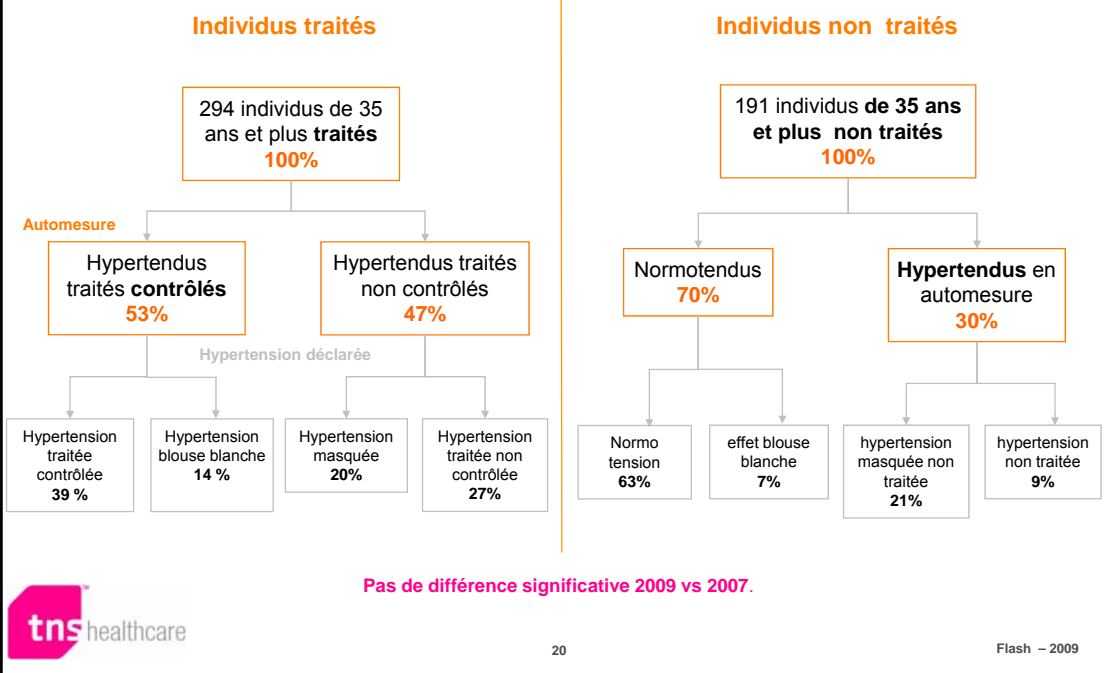 Individus traités
294 individus de 35
ans et plus traités
100%
Automesure
Hypertendus
traités contrôlés
53%
Hypertendus traités
non contrôlés
47%
Hypertension déclarée
Hypertension
traitée
contrôlée
39 %
Hypertension
blouse blanche
14 %
Hypertension
masquée
20%
Hypertension
traitée non
contrôlée
27%
Individus non  traités
191 individus de 35 ans
et plus  non traités
100%
Normotendus
70%
Hypertendus en
automesure
30%
Normo
tension
63%
effet blouse
blanche
7%
hypertension
masquée non
traitée
21%
hypertension
non traitée
9%
Pas de différence significative 2009 vs 2007.
tns healthcare
™
20
Flash – 2009